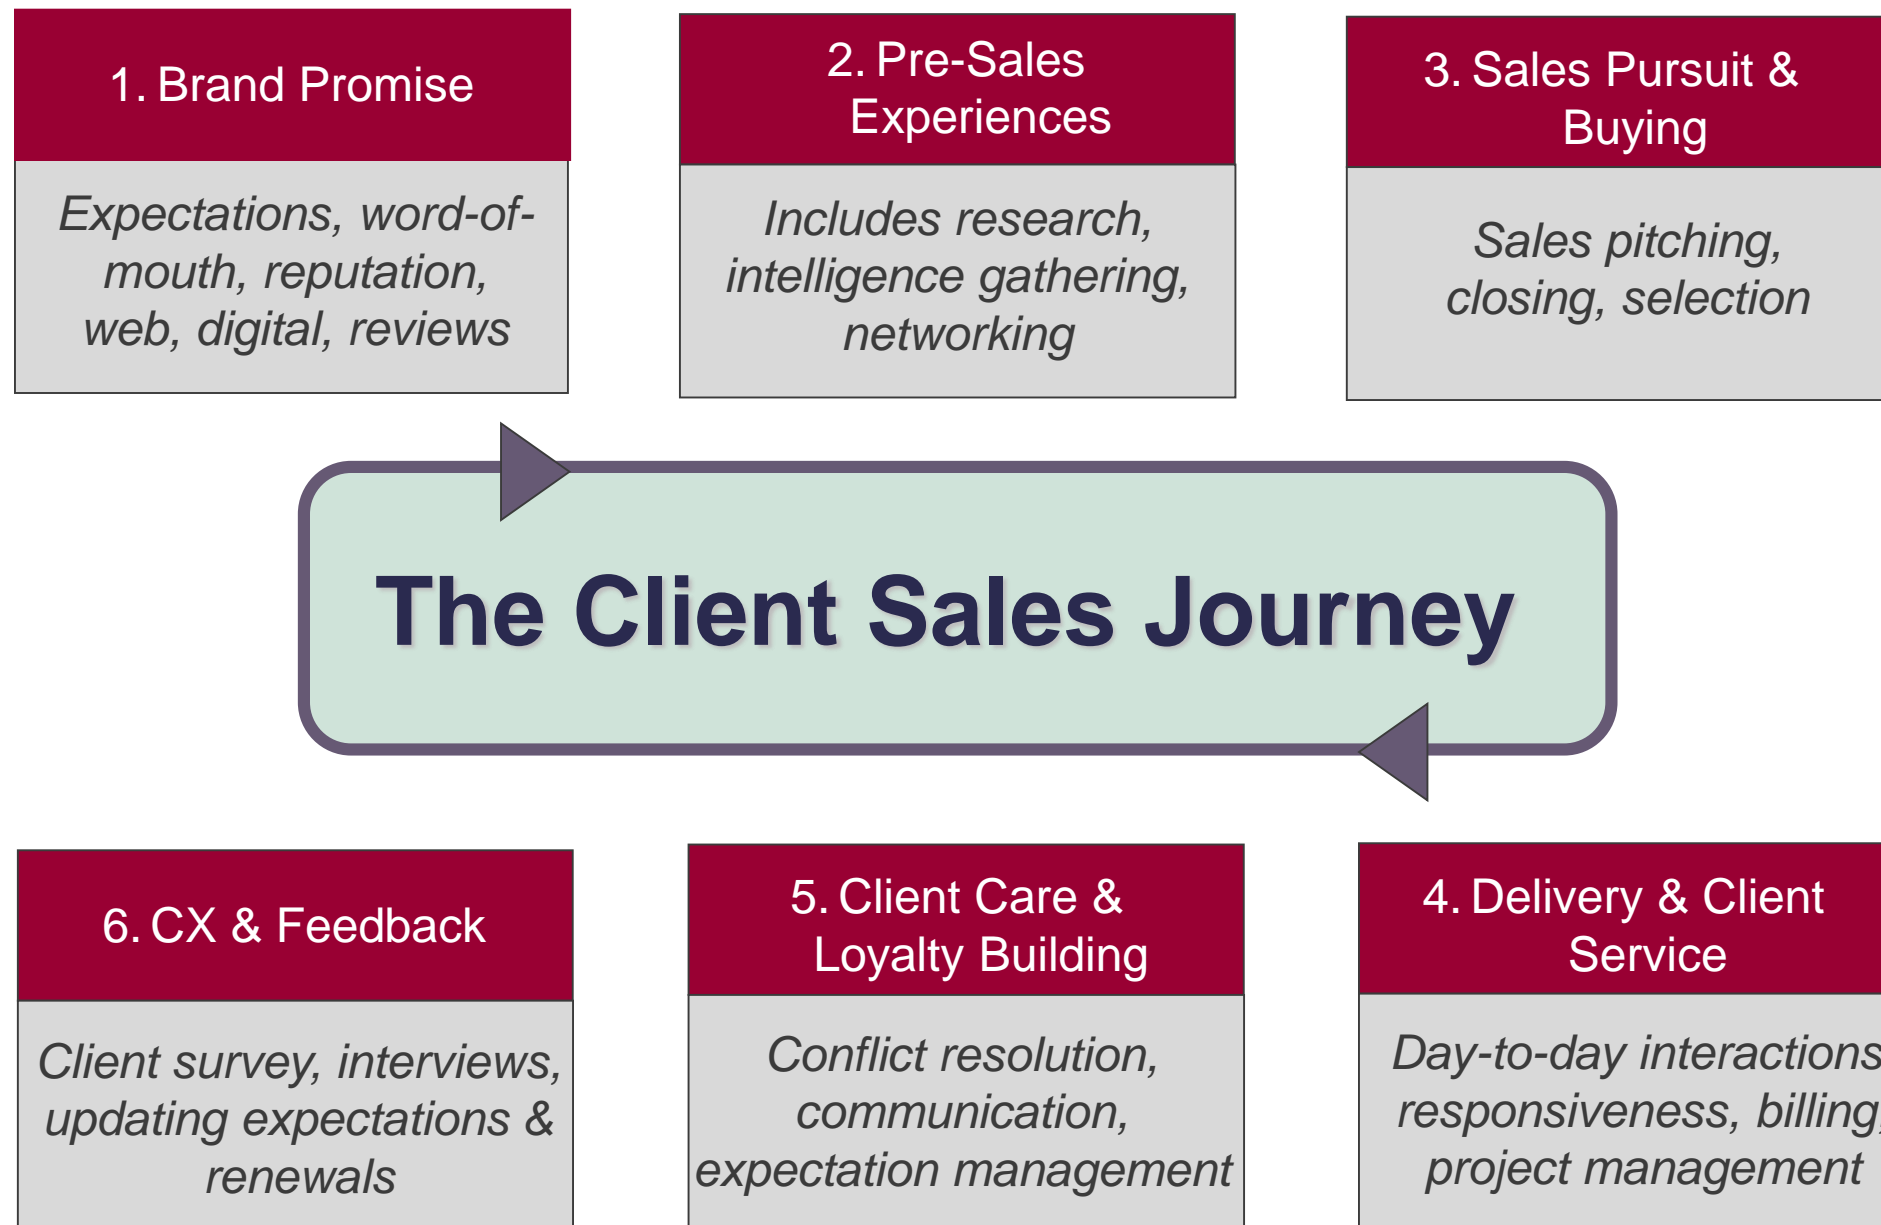 1. Brand Promise
Expectations, word-of-
mouth, reputation,
web, digital, reviews
2. Pre-Sales
Experiences
Includes research,
intelligence gathering,
networking
3. Sales Pursuit &
Buying
Sales pitching,
closing, selection
The Client Sales Journey
4. Delivery & Client
Service
Day-to-day interactions
responsiveness, billing,
project management
5. Client Care &
Loyalty Building
Conflict resolution,
communication,
expectation management
6. CX & Feedback
Client survey, interviews,
updating expectations &
renewals